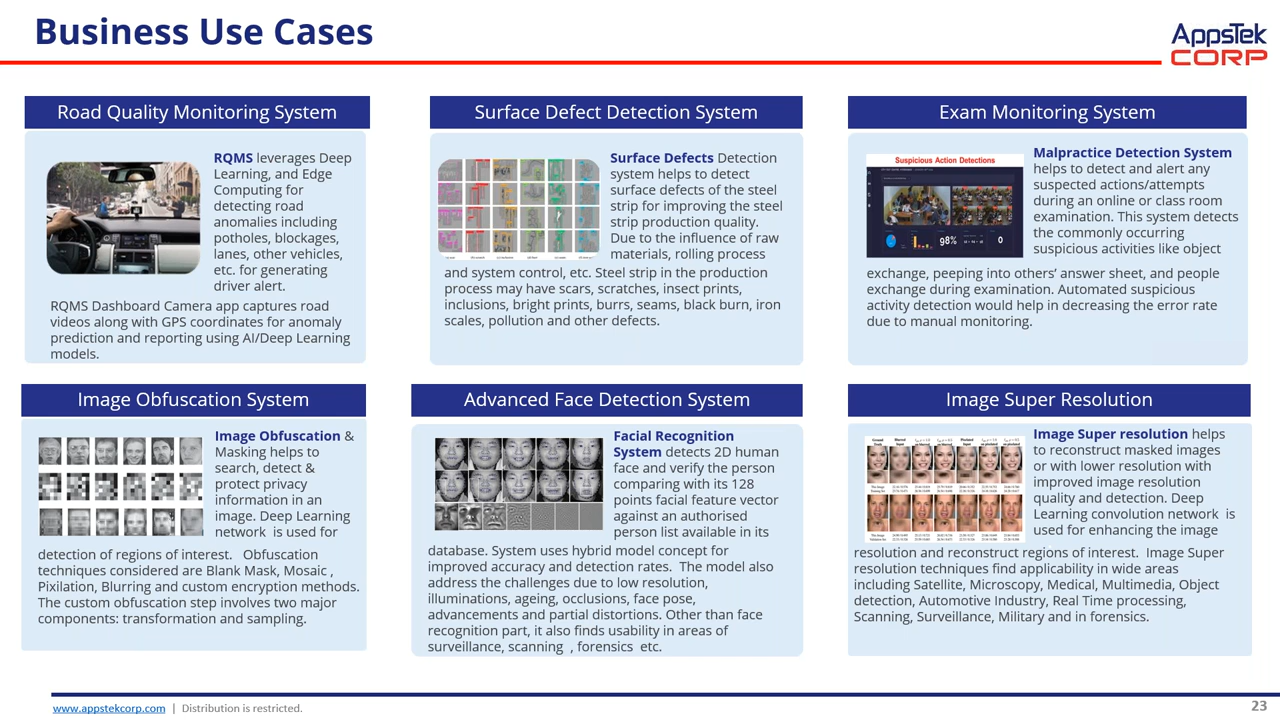 Business Use Cases
AppsTek
CORP
Road Quality Monitoring System
RQMS leverages Deep
Learning, and Edge
Computing for
detecting road
anomalies including
potholes, blockages,
lanes, other vehicles,
etc. for generating
driver alert.
RQMS Dashboard Camera app captures road
videos along with GPS coordinates for anomaly
prediction and reporting using AI/Deep Learning
models.
Surface Defect Detection System
Surface Defects Detection
system helps to detect
surface defects of the steel
strip for improving the steel
strip production quality.
Due to the influence of raw
materials, rolling process
and system control, etc. Steel strip in the production
process may have scars, scratches, insect prints,
inclusions, bright prints, burrs, seams, black burn, iron
scales, pollution and other defects.
Exam Monitoring System
Suspicious Action Detections
98%
0
Malpractice Detection System
helps to detect and alert any
suspected actions/attempts
during an online or class room
examination. This system detects
the commonly occurring
suspicious activities like object
exchange, peeping into others’ answer sheet, and people
exchange during examination. Automated suspicious
activity detection would help in decreasing the error rate
due to manual monitoring.
Image Obfuscation System
Image Obfuscation &
Masking helps to
search, detect &
protect privacy
information in an
image. Deep Learning
network  is used for
detection of regions of interest.   Obfuscation
techniques considered are Blank Mask, Mosaic ,
Pixilation, Blurring and custom encryption methods.
The custom obfuscation step involves two major
components: transformation and sampling.
Advanced Face Detection System
Facial Recognition
System detects 2D human
face and verify the person
comparing with its 128
points facial feature vector
against an authorised
person list available in its
database. System uses hybrid model concept for
improved accuracy and detection rates.  The model also
address the challenges due to low resolution,
illuminations, ageing, occlusions, face pose,
advancements and partial distortions. Other than face
recognition part, it also finds usability in areas of
surveillance, scanning  , forensics  etc.
Image Super Resolution
Image Super resolution helps
to reconstruct masked images
or with lower resolution with
improved image resolution
quality and detection. Deep
Learning convolution network  is
used for enhancing the image
resolution and reconstruct regions of interest.  Image Super
resolution techniques find applicability in wide areas
including Satellite, Microscopy, Medical, Multimedia, Object
detection, Automotive Industry, Real Time processing,
Scanning, Surveillance, Military and in forensics.
www.appstekcorp.com | Distribution is restricted.
23